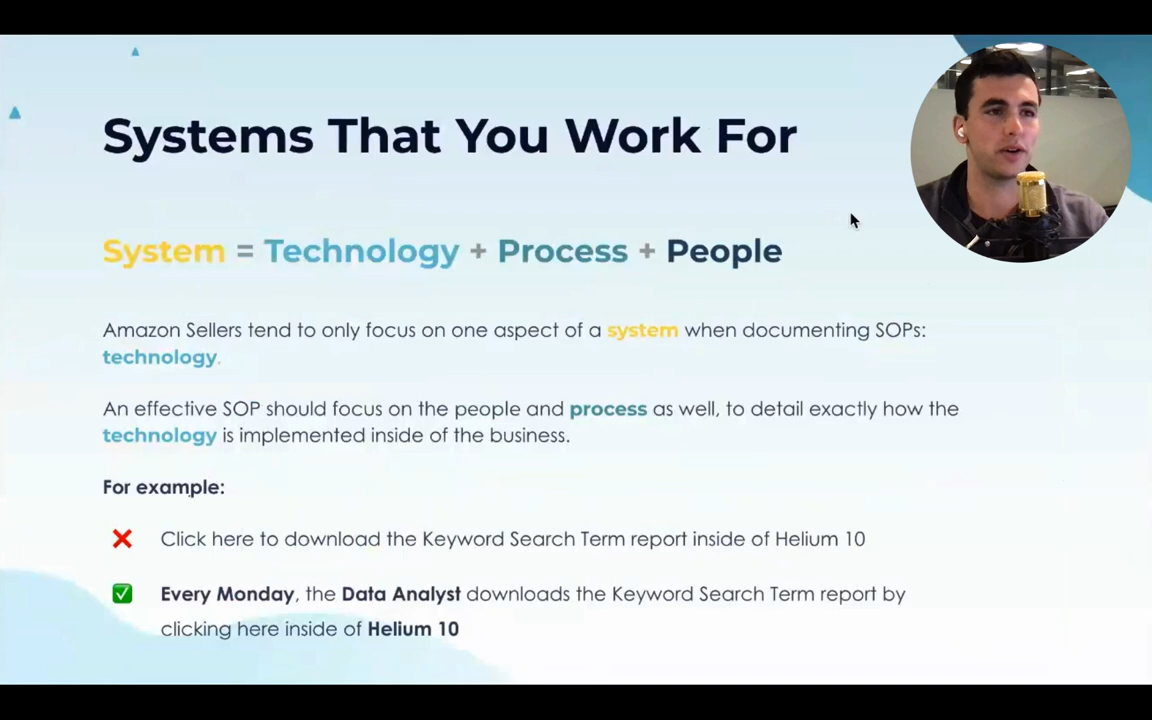 Systems That You Work For
System = Technology + Process + People
Amazon Sellers tend to only focus on one aspect of a system when documenting SOPs:
technology.
An effective SOP should focus on the people and process as well, to detail exactly how the
technology is implemented inside of the business.
For example:
❌ Click here to download the Keyword Search Term report inside of Helium 10
✅ Every Monday, the Data Analyst downloads the Keyword Search Term report by
clicking here inside of Helium 10